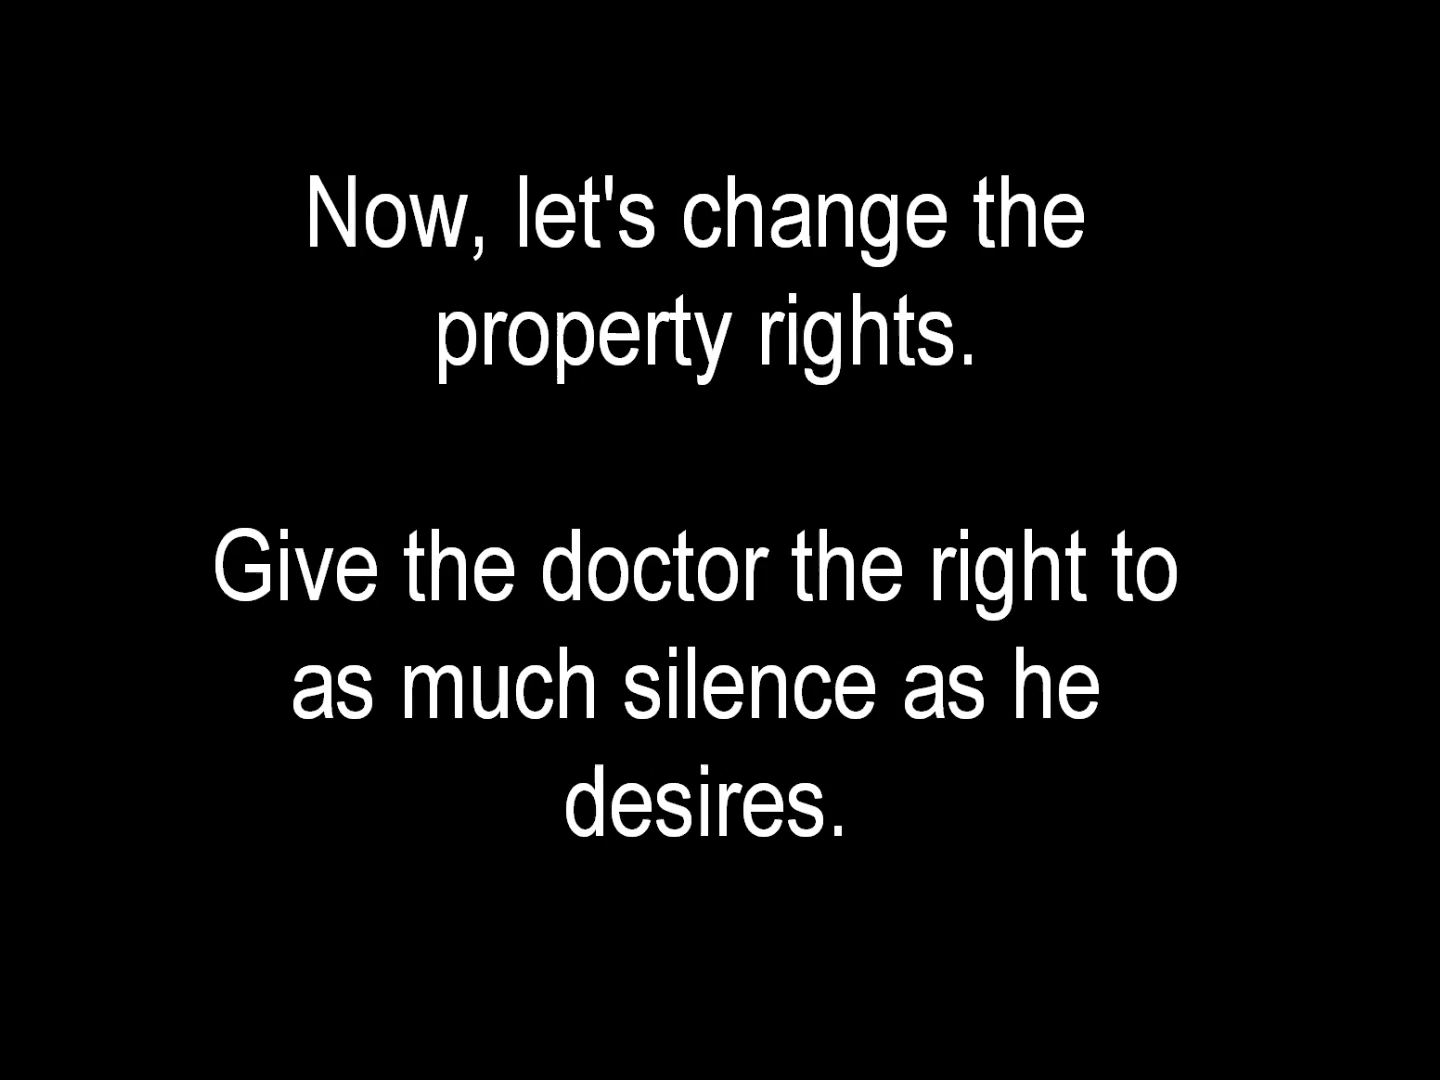 Now, let's change the
property rights.
Give the doctor the right to
as much silence as he
desires.